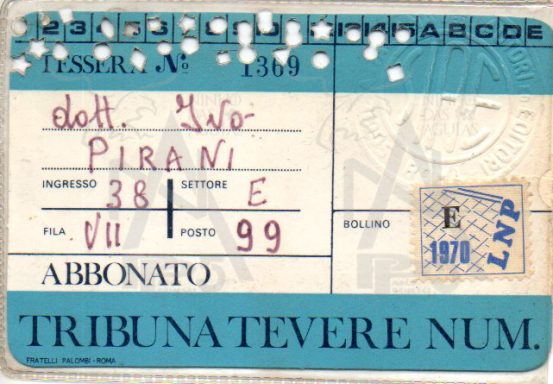 TESSERA Nº 1369
dott. Ivo
PIRANI
INGRESSO 38 SETTORE E
FILA VII POSTO 99
BOLLINO
E
1970
LNP
ABBONATO
TRIBUNA TEVERE NUM.
FRATELLI PALOMBI - ROMA